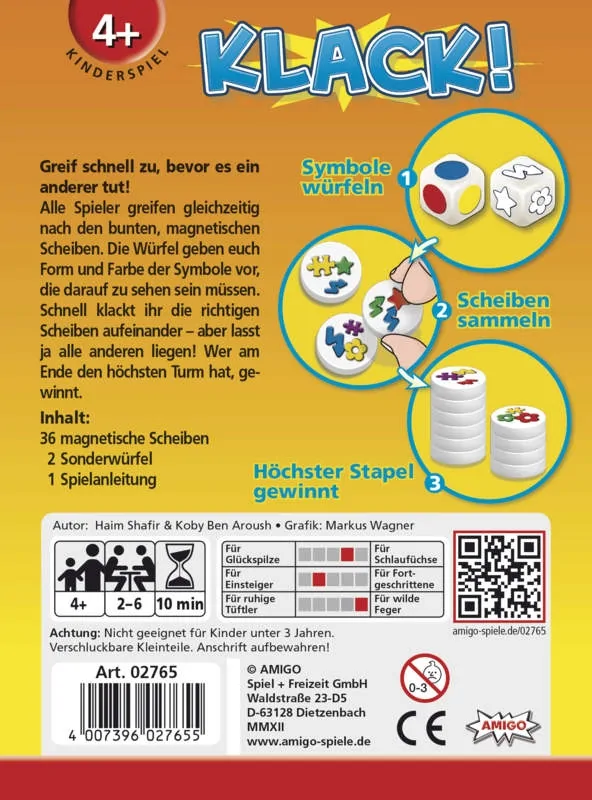 4+
KINDERSPIEL
KLACK!
Greif schnell zu, bevor es ein
anderer tut!
Alle Spieler greifen gleichzeitig
nach den bunten, magnetischen
Scheiben. Die Würfel geben euch
Form und Farbe der Symbole vor,
die darauf zu sehen sein müssen.
Schnell klackt ihr die richtigen
Scheiben aufeinander – aber lasst
ja alle anderen liegen! Wer am
Ende den höchsten Turm hat, ge-
winnt.
Inhalt:
36 magnetische Scheiben
2 Sonderwürfel
1 Spielanleitung
Symbole
würfeln
1
2
Scheiben
sammeln
Höchster Stapel
gewinnt
3
Autor: Haim Shafir & Koby Ben Aroush • Grafik: Markus Wagner
4+
2–6
10 min
Für
Glückspilze
Für
Schlaufüchse
Für
Einsteiger
Für Fort-
geschrittene
Für ruhige
Tüftler
Für wilde
Feger
amigo-spiele.de/02765
Achtung: Nicht geeignet für Kinder unter 3 Jahren.
Verschluckbare Kleinteile. Anschrift aufbewahren!
Art. 02765
4 007396 027655
© AMIGO
Spiel + Freizeit GmbH
Waldstraße 23-D5
D-63128 Dietzenbach
MMXII
www.amigo-spiele.de
0-3
CE
AMIGO